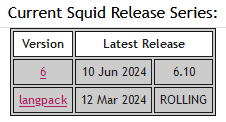 Current Squid Release Series:
Version Latest Release
6 10 Jun 2024 6.10
langpack 12 Mar 2024 ROLLING